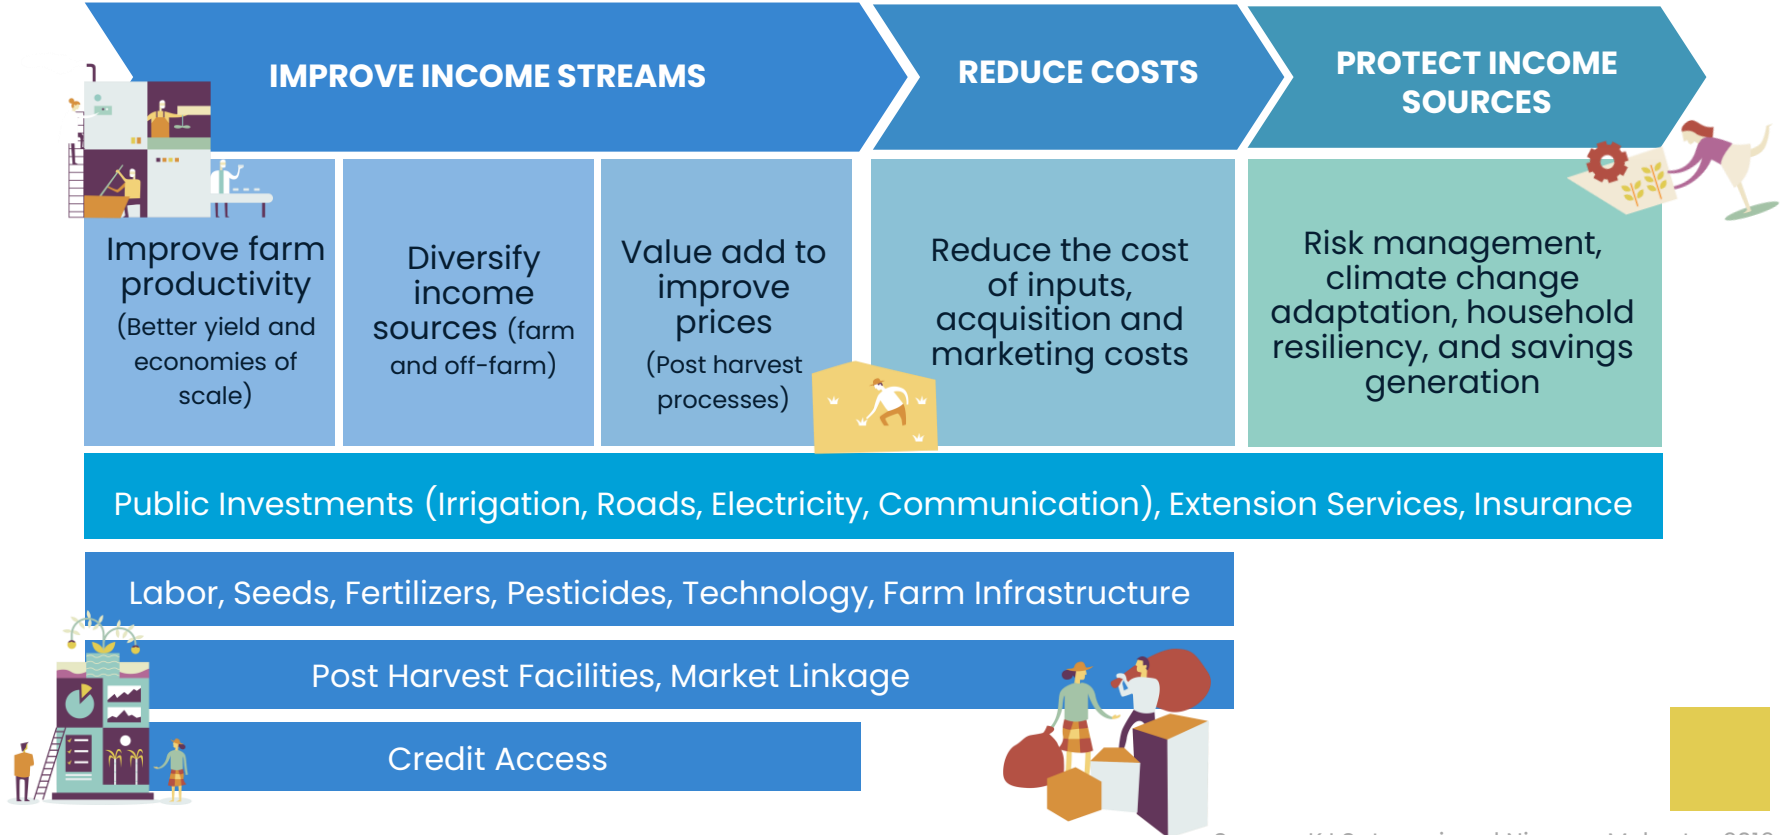 IMPROVE INCOME STREAMS
REDUCE COSTS
PROTECT INCOME
SOURCES
Improve farm
productivity
(Better yield and
economies of
scale)
Diversify
income
sources (farm
and off-farm)
Value add to
improve
prices
(Post harvest
processes)
Reduce the cost
of inputs,
acquisition and
marketing costs
Risk management,
climate change
adaptation, household
resiliency, and savings
generation
Public Investments (Irrigation, Roads, Electricity, Communication), Extension Services, Insurance
Labor, Seeds, Fertilizers, Pesticides, Technology, Farm Infrastructure
Post Harvest Facilities, Market Linkage
Credit Access